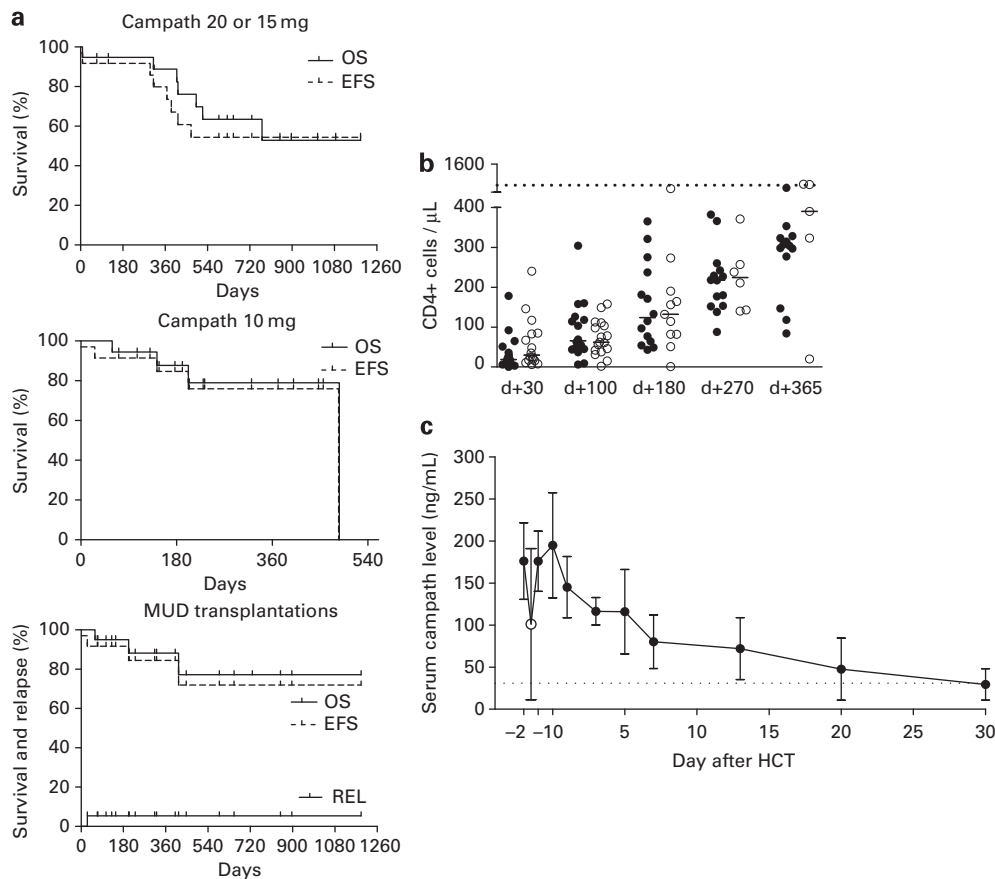 a
Campath 20 or 15 mg
100
80
60
40
20
0
Survival (%)
OS
EFS
0 180 360 540 720 900 1080 1260
Days
Campath 10 mg
100
80
60
40
20
0
Survival (%)
OS
EFS
0 180 360 540
Days
MUD transplantations
100
80
60
40
20
0
Survival and relapse (%)
OS
EFS
REL
0 180 360 540 720 900 1080 1260
Days
b
1600
400
300
200
100
0
CD4+ cells / μL
d+30 d+100 d+180 d+270 d+365
c
300
250
200
150
100
50
0
Serum campath level (ng/mL)
−2 −10 5 10 15 20 25 30
Day after HCT